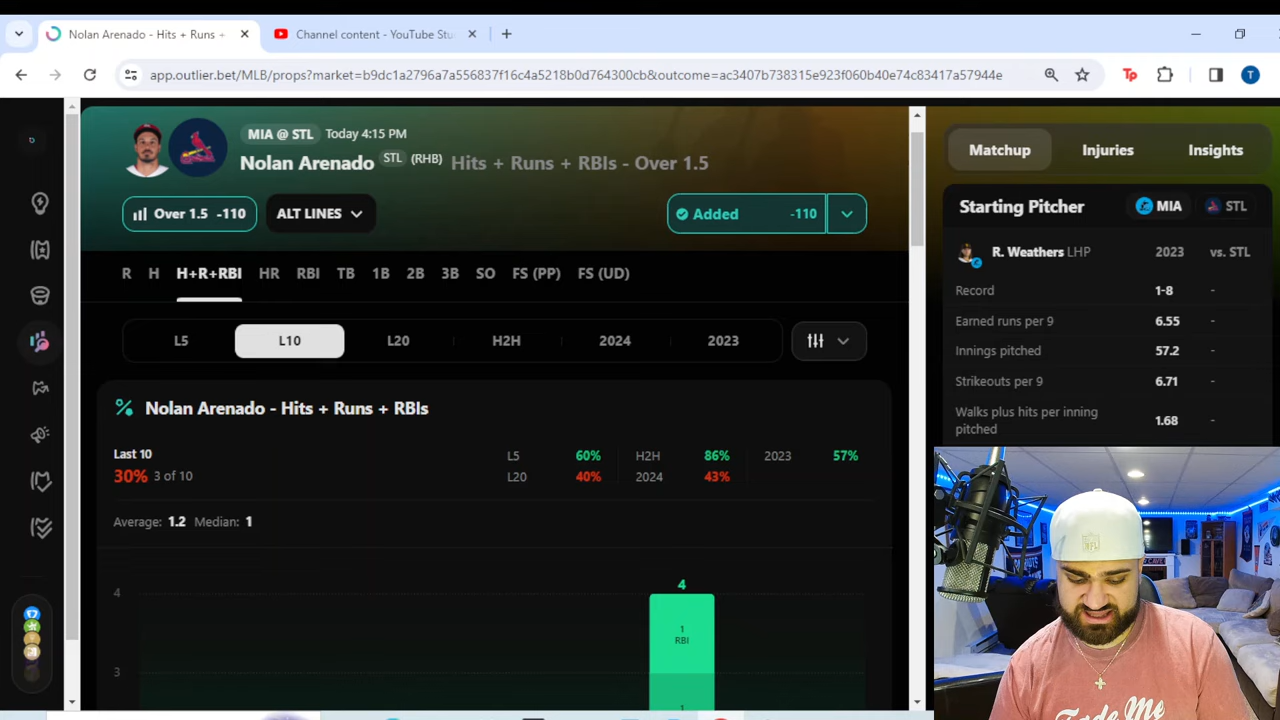 Nolan Arenado - Hits + Runs +
Channel content - YouTube Stu
app.outlier.bet/MLB/props?market=b9dc1a2796a7a556837f16c4a5218b0d764300cb&outcome=ac3407b738315e923f060b40e74c83417a57944e
Tp
T
MIA @ STL Today 4:15 PM
Nolan Arenado STL (RHB) Hits + Runs + RBIs - Over 1.5
Over 1.5 -110 ALT LINES
Added -110
R H H+R+RBI HR RBI TB 1B 2B 3B SO FS (PP) FS (UD)
L5 L10 L20 H2H 2024 2023
Nolan Arenado - Hits + Runs + RBIs
Last 10
30% 3 of 10
L5 60% H2H 86% 2023 57%
L20 40% 2024 43%
Average: 1.2 Median: 1
4
4
1
RBI
3
1
Matchup Injuries Insights
Starting Pitcher MIA STL
R. Weathers LHP 2023 vs. STL
Record 1-8 -
Earned runs per 9 6.55 -
Innings pitched 57.2 -
Strikeouts per 9 6.71 -
Walks plus hits per inning
pitched 1.68 -
NFL